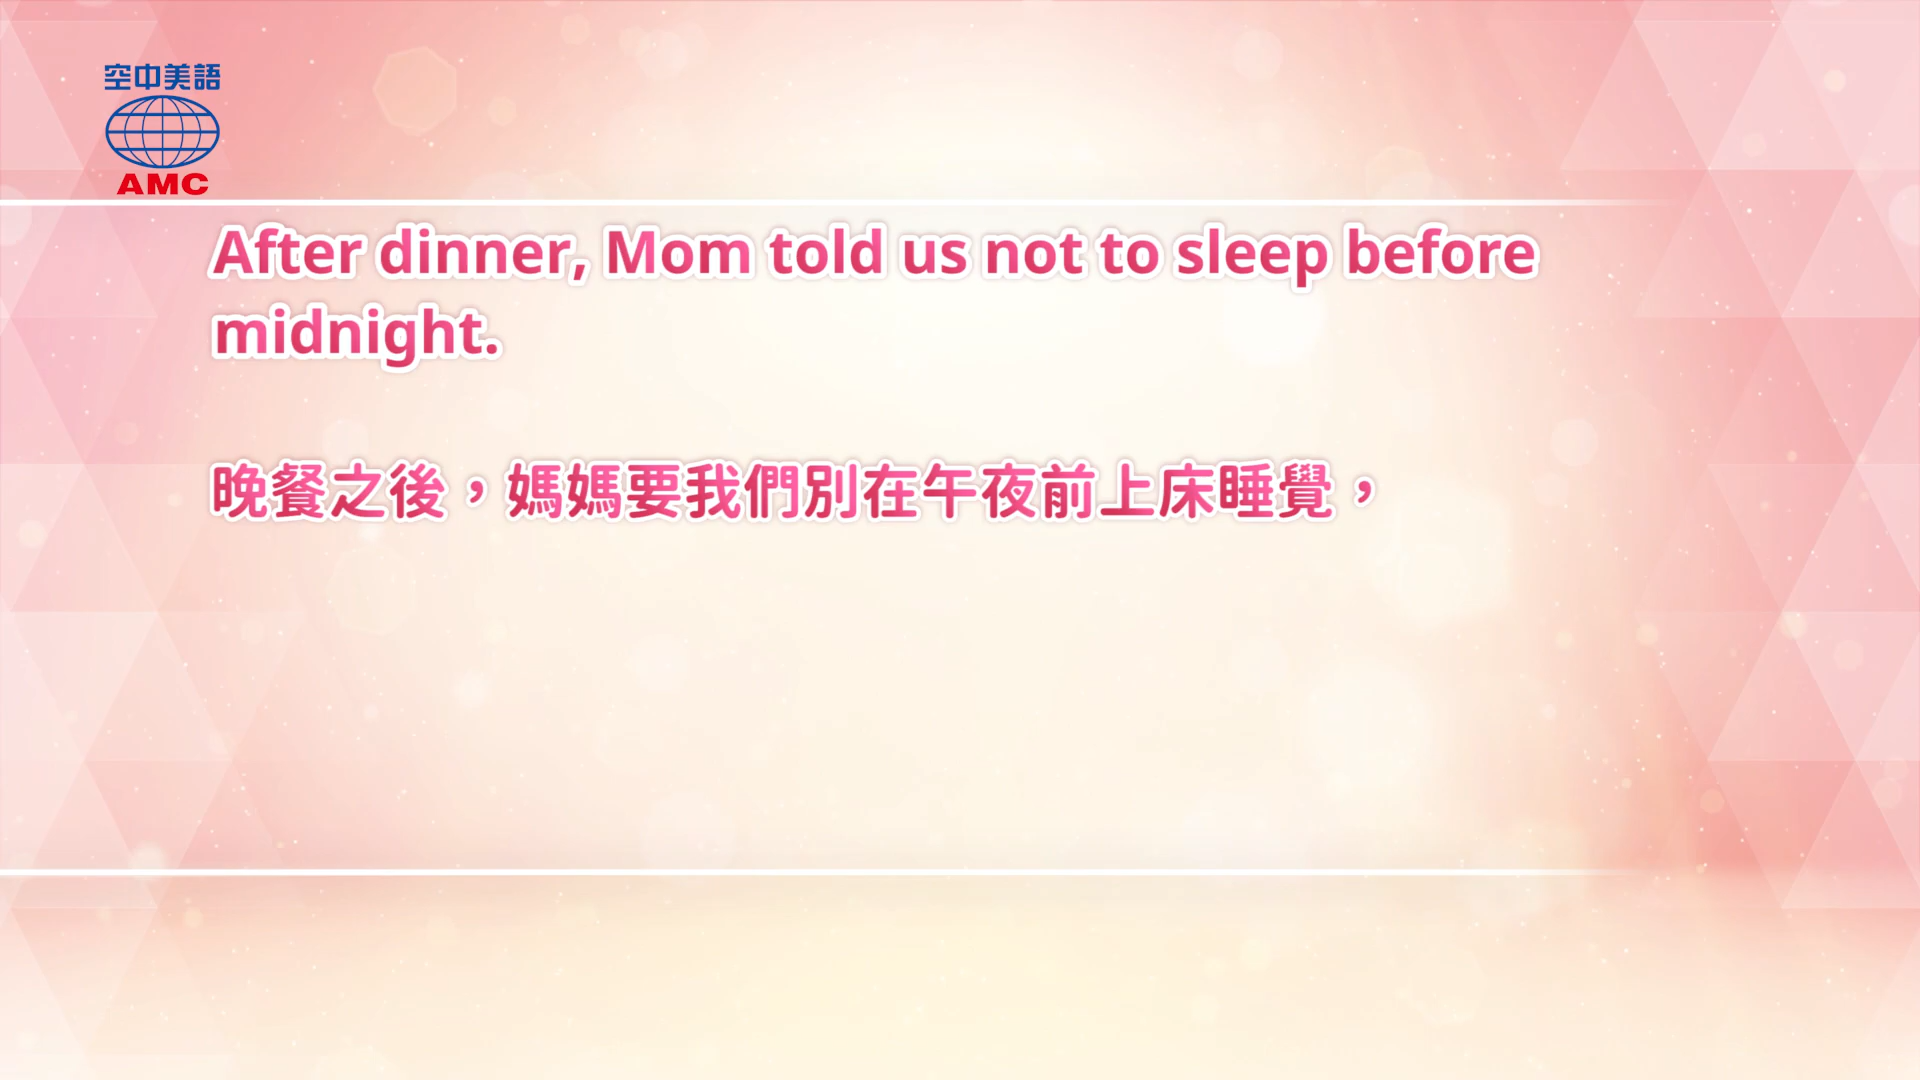 空中美語
AMC
After dinner, Mom told us not to sleep before
midnight.
晚餐之後，媽媽要我們別在午夜前上床睡覺，